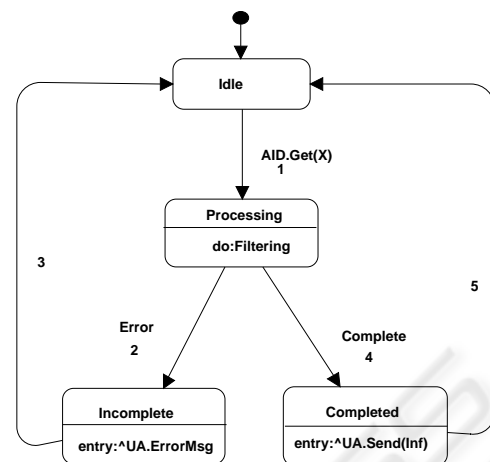 Idle
AID.Get(X)
1
Processing
do:Filtering
3
5
Error
2
Complete
4
Incomplete
entry:^UA.ErrorMsg
Completed
entry:^UA.Send(Inf)